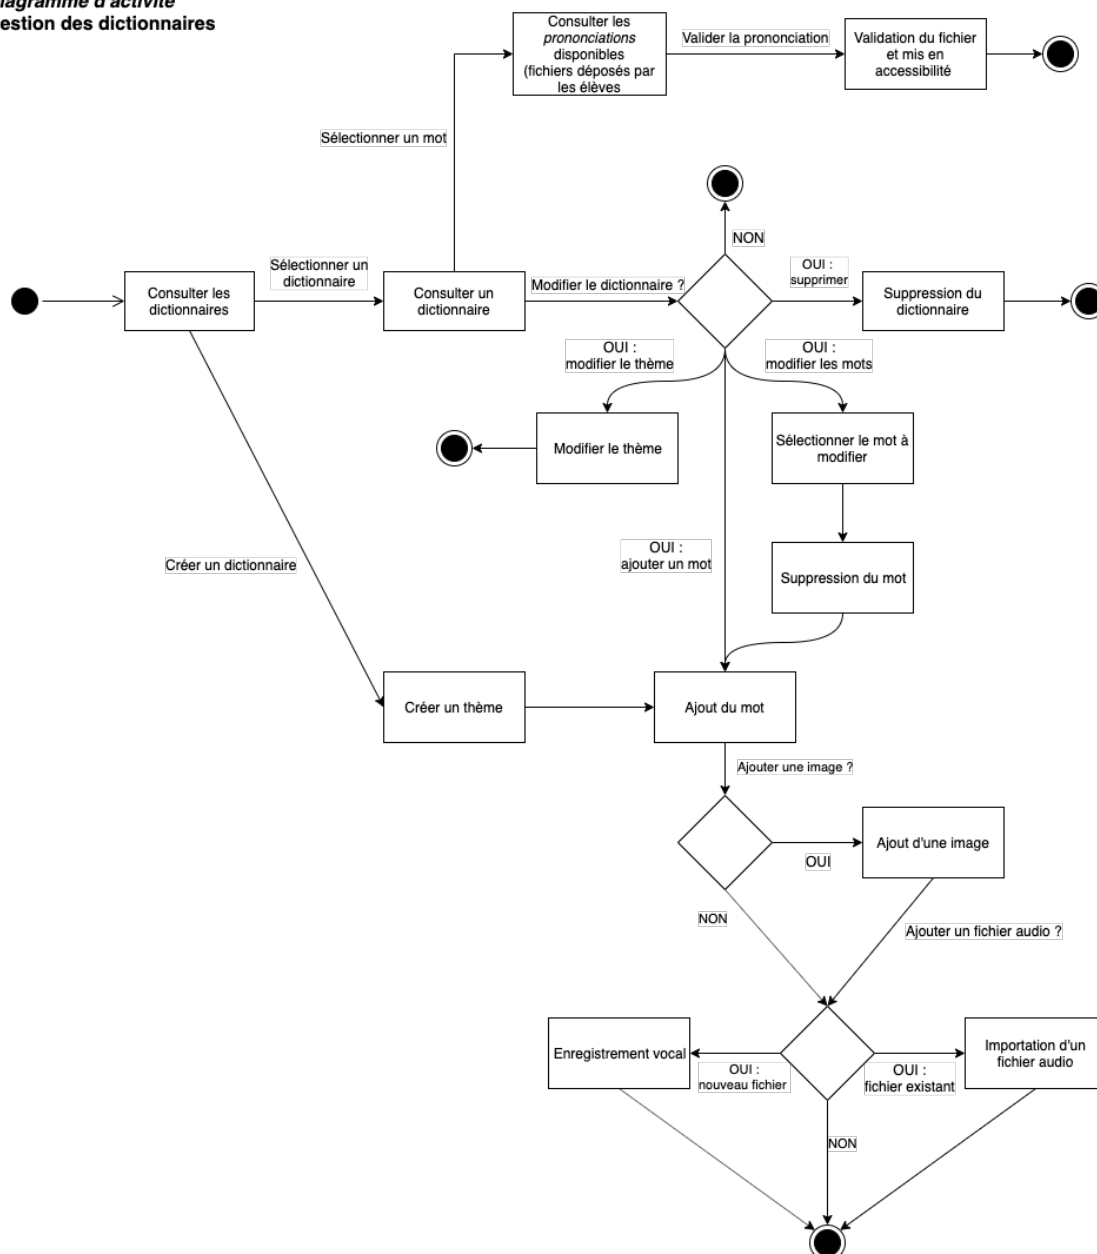 iagramme d'activité
estion des dictionnaires
Consulter les
prononciations
disponibles
(fichiers déposés par
les élèves
Valider la prononciation
Validation du fichier
et mis en
accessibilité
Sélectionner un mot
NON
Sélectionner un
dictionnaire
Modifier le dictionnaire ?
OUI :
supprimer
Consulter les
dictionnaires
Consulter un
dictionnaire
Suppression du
dictionnaire
OUI :
modifier le thème
OUI :
modifier les mots
Modifier le thème
Sélectionner le mot à
modifier
OUI :
ajouter un mot
Créer un dictionnaire
Suppression du mot
Créer un thème
Ajout du mot
Ajouter une image ?
OUI
Ajout d'une image
NON
Ajouter un fichier audio ?
Enregistrement vocal
OUI :
nouveau fichier
OUI :
fichier existant
Importation d'un
fichier audio
NON